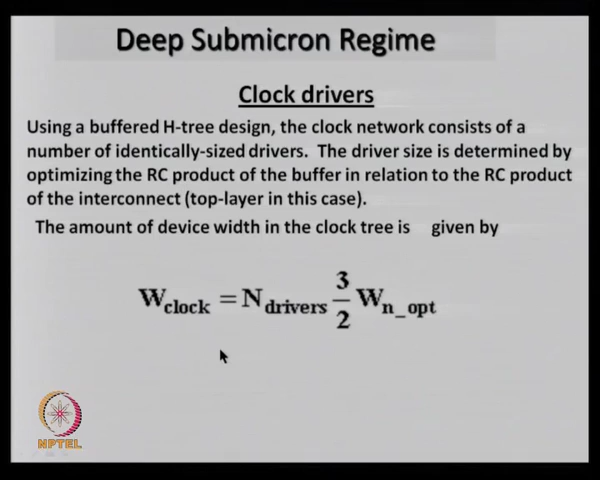 Deep Submicron Regime
Clock drivers
Using a buffered H-tree design, the clock network consists of a
number of identically-sized drivers. The driver size is determined by
optimizing the RC product of the buffer in relation to the RC product
of the interconnect (top-layer in this case).
The amount of device width in the clock tree is given by
W_clock = N_drivers 3/2 W_n_opt
NPTEL